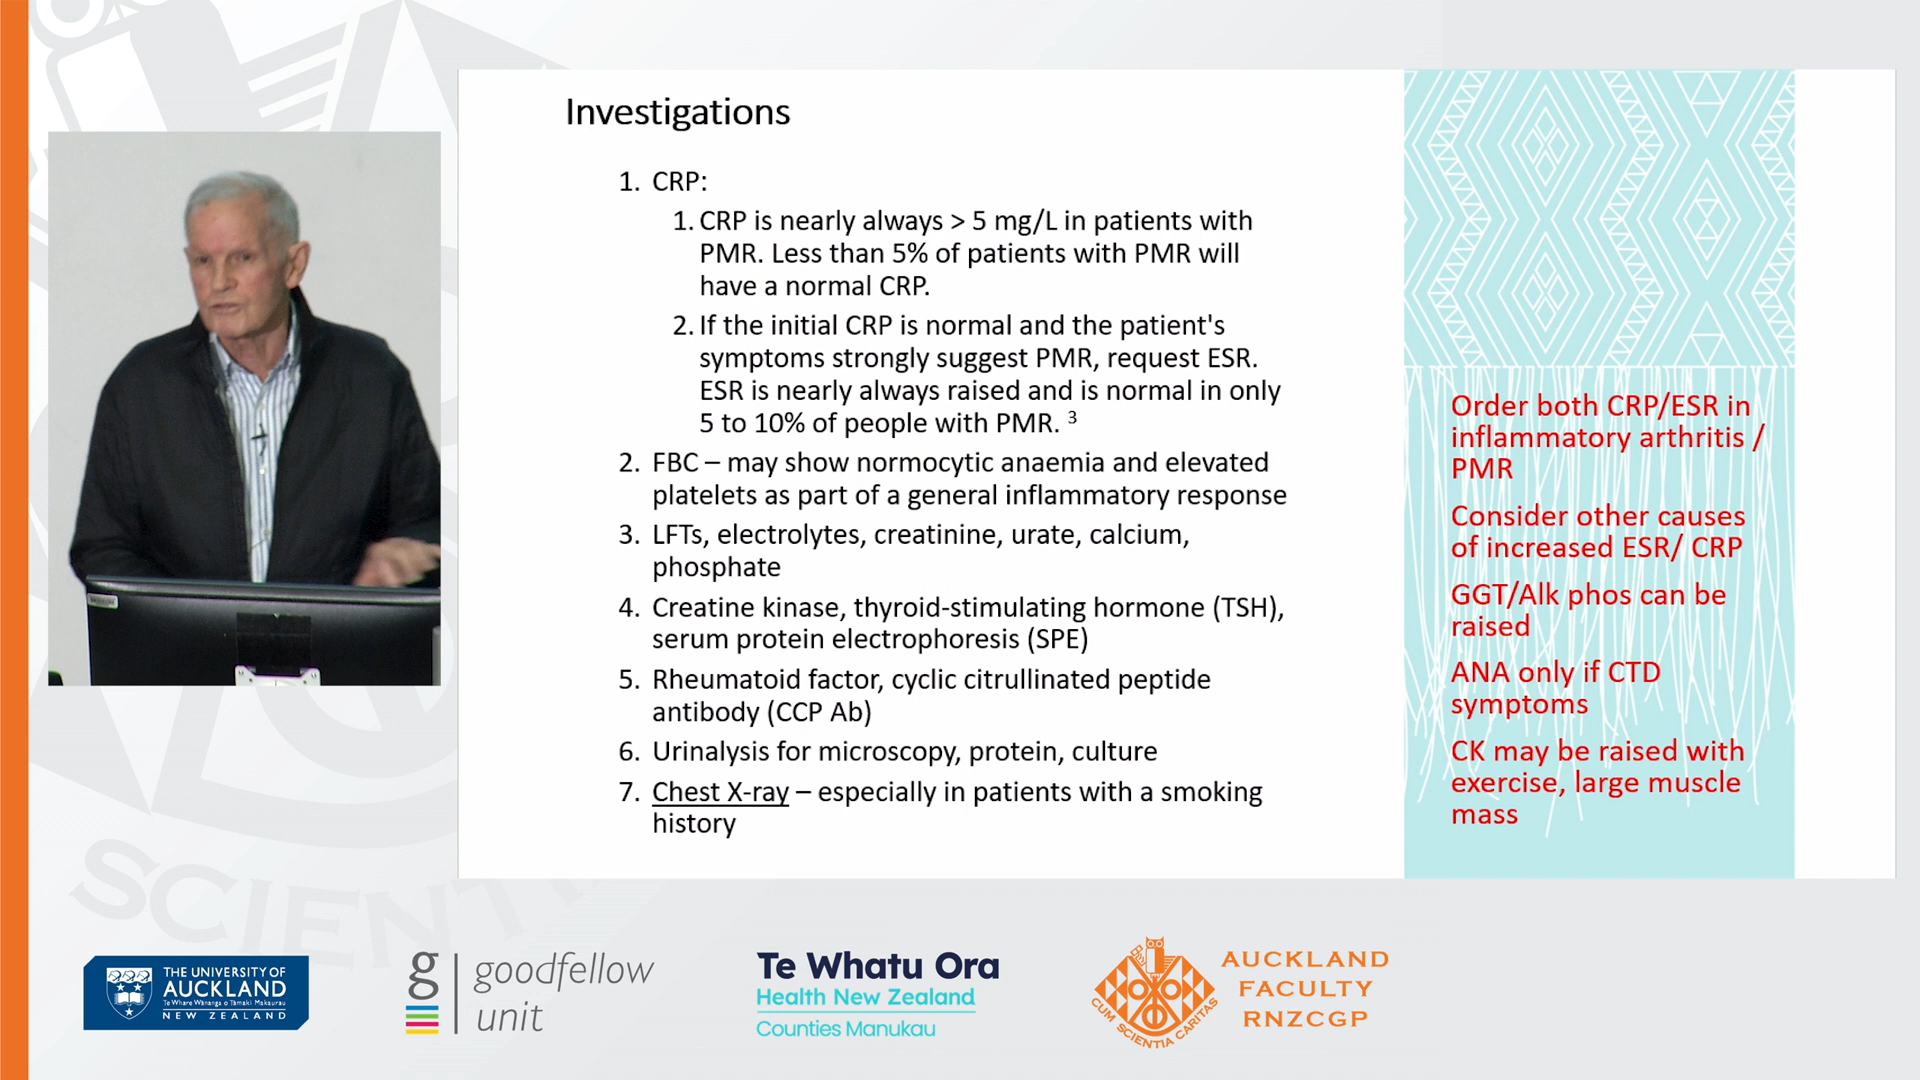 Investigations
1. CRP:
1. CRP is nearly always > 5 mg/L in patients with
PMR. Less than 5% of patients with PMR will
have a normal CRP.
2. If the initial CRP is normal and the patient's
symptoms strongly suggest PMR, request ESR.
ESR is nearly always raised and is normal in only
5 to 10% of people with PMR. 3
2. FBC – may show normocytic anaemia and elevated
platelets as part of a general inflammatory response
3. LFTs, electrolytes, creatinine, urate, calcium,
phosphate
4. Creatine kinase, thyroid-stimulating hormone (TSH),
serum protein electrophoresis (SPE)
5. Rheumatoid factor, cyclic citrullinated peptide
antibody (CCP Ab)
6. Urinalysis for microscopy, protein, culture
7. Chest X-ray – especially in patients with a smoking
history
Order both CRP/ESR in
inflammatory arthritis /
PMR
Consider other causes
of increased ESR/ CRP
GGT/Alk phos can be
raised
ANA only if CTD
symptoms
CK may be raised with
exercise, large muscle
mass
SCIENTI
THE UNIVERSITY OF
AUCKLAND
Te Whare Wānanga o Tāmaki Makaurau
NEW ZEALAND
g goodfellow
unit
Te Whatu Ora
Health New Zealand
Counties Manukau
CUM SCIENTIA CARITAS
AUCKLAND
FACULTY
RNZCGP